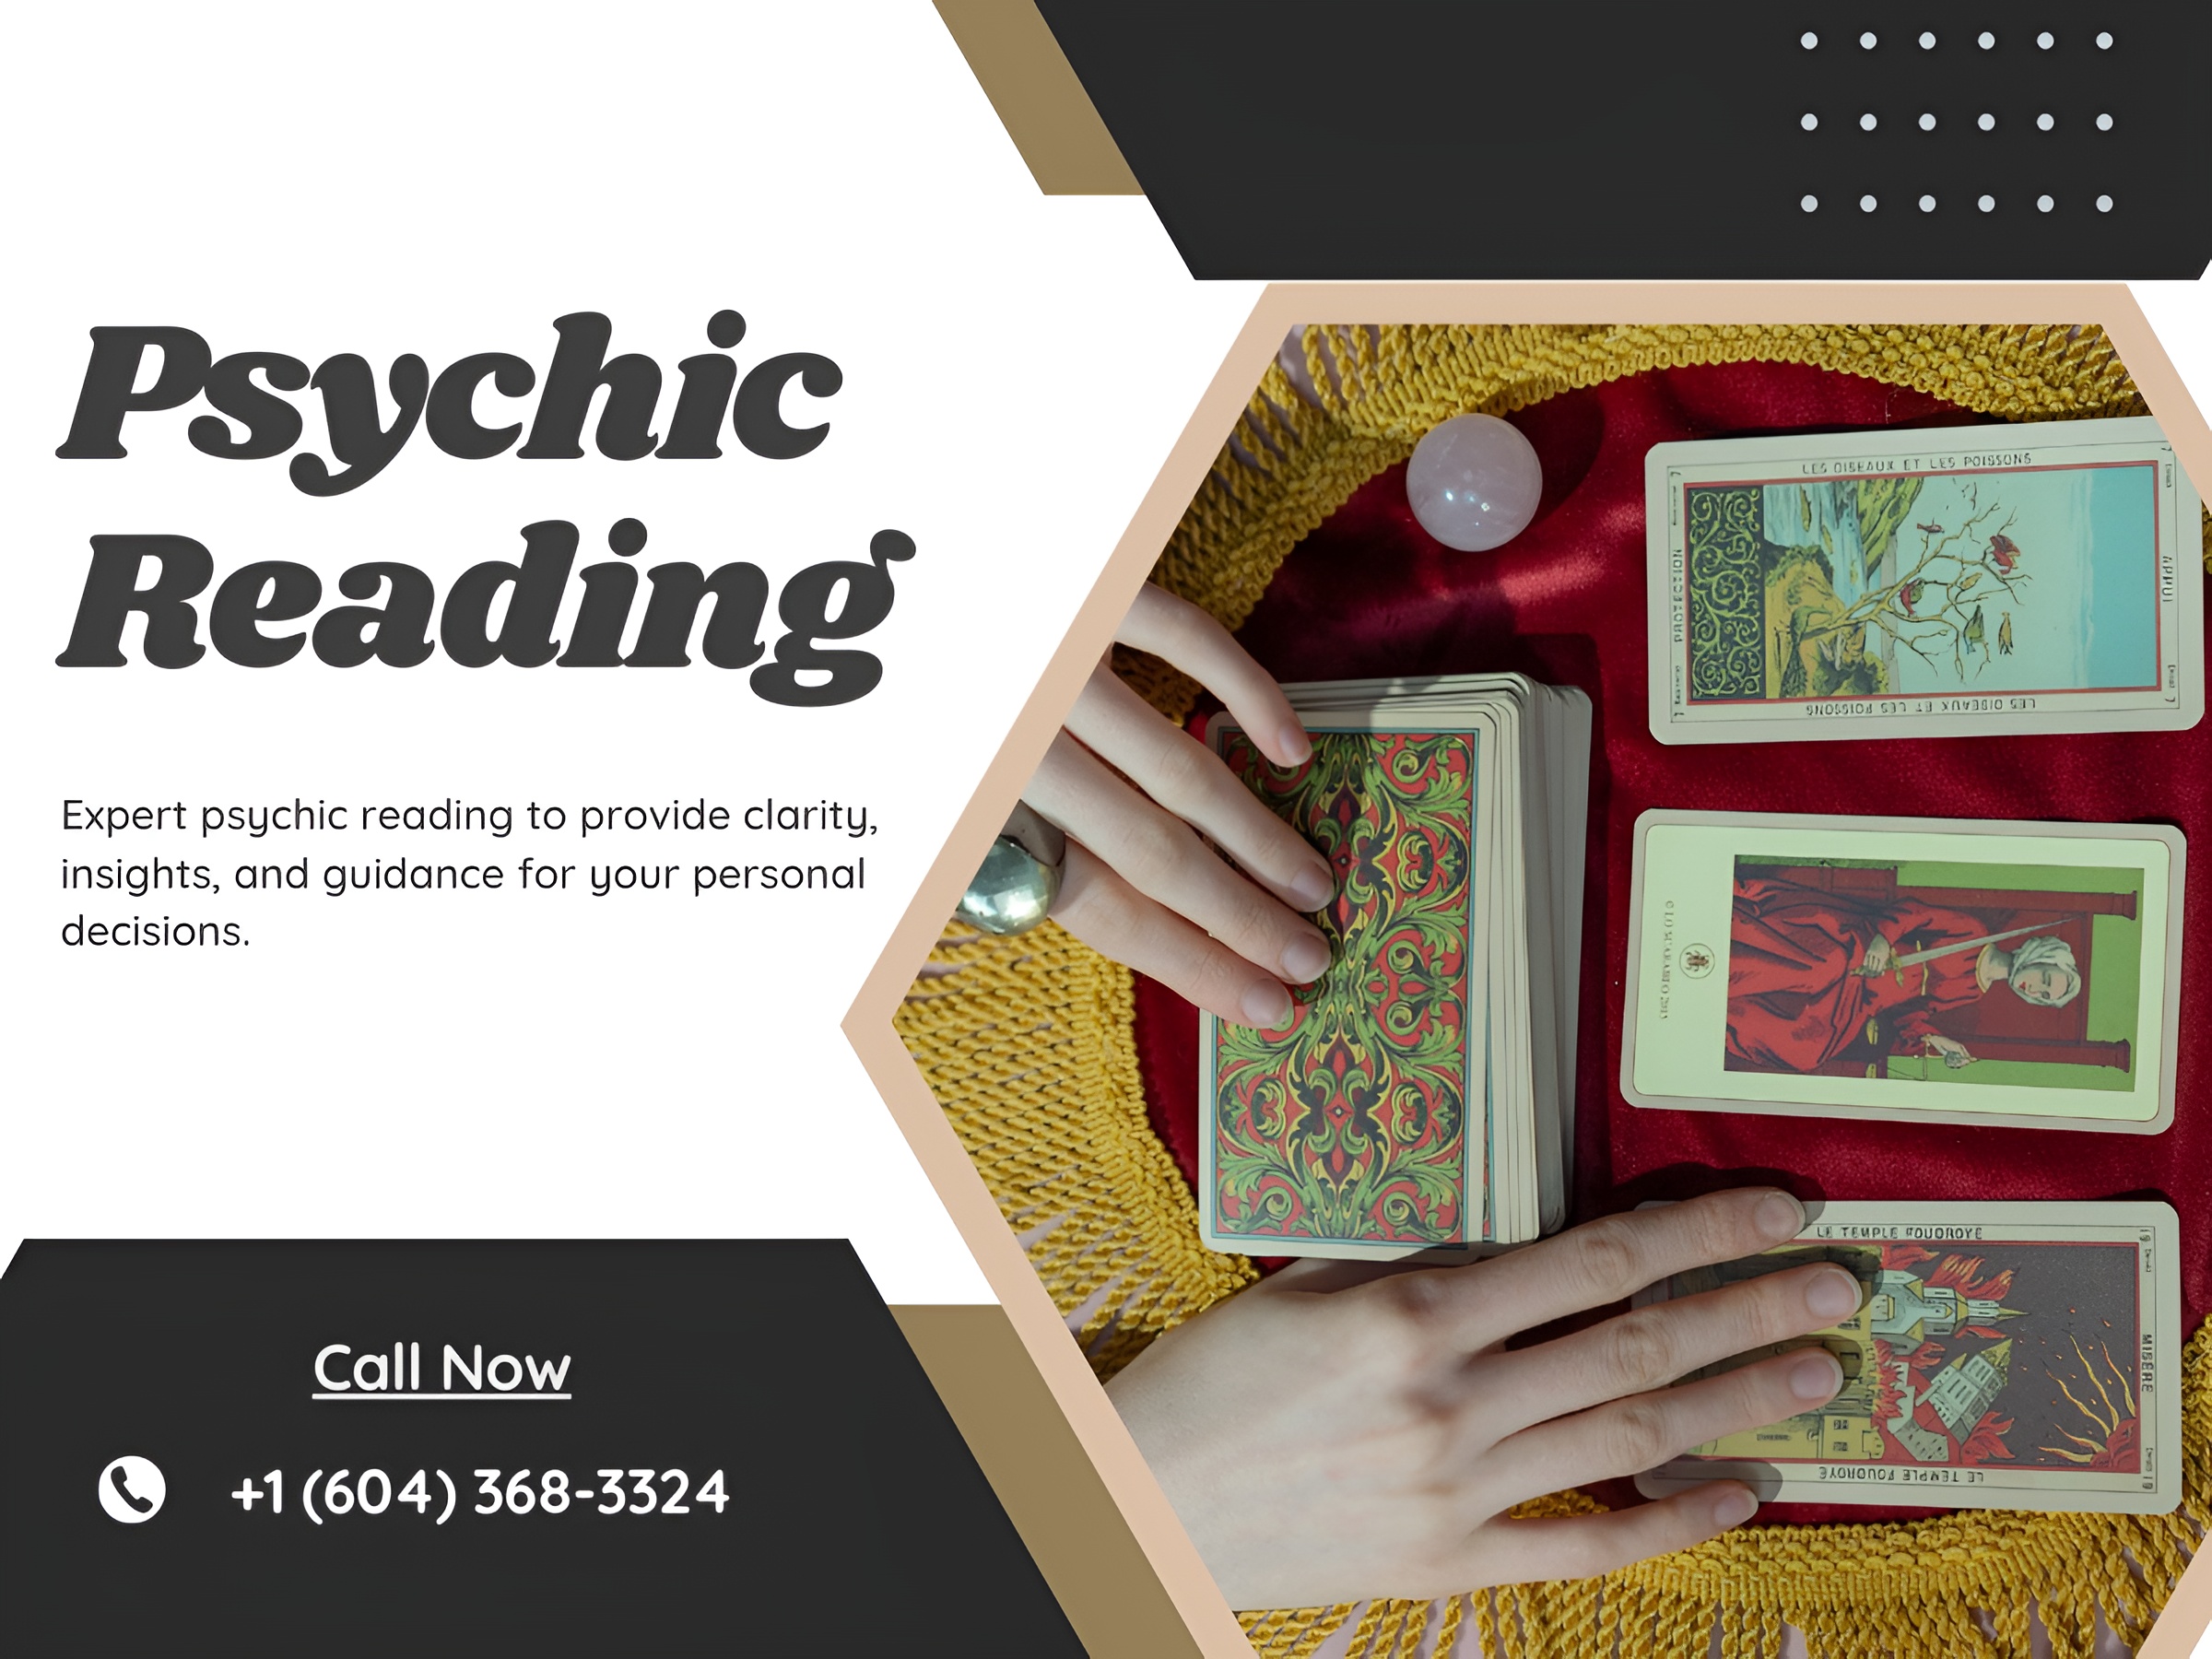 Psychic
Reading
Expert psychic reading to provide clarity,
insights, and guidance for your personal
decisions.
Call Now
+1 (604) 368-3324
LES OISEAUX ET LES POISSONS
PROTECTION
APPUI
LES OISEAUX ET LES POISSONS
LE TEMPLE FOUDROYE
MISÈRE
LE TEMPLE FOUDROYE